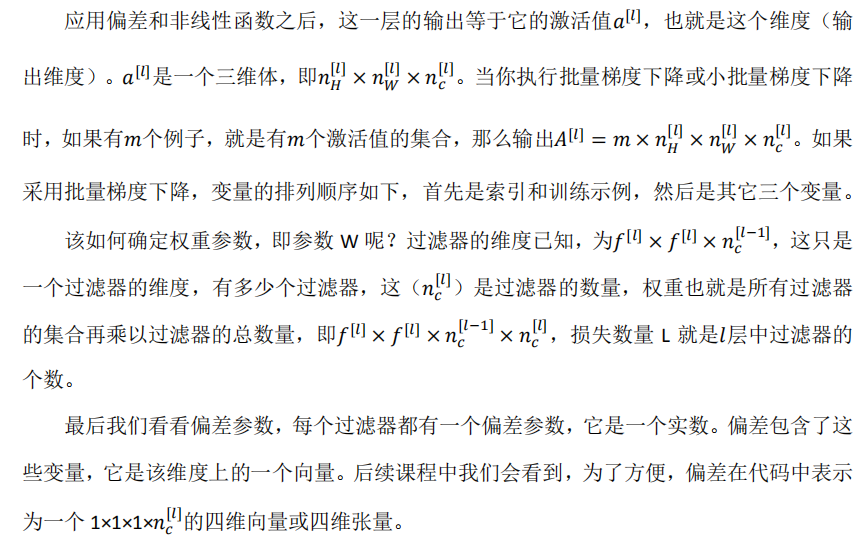 应用偏差和非线性函数之后，这一层的输出等于它的激活值$a^{[l]}$，也就是这个维度（输
出维度）。$a^{[l]}$是一个三维体，即$n_H^{[l]} \times n_W^{[l]} \times n_c^{[l]}$。当你执行批量梯度下降或小批量梯度下降
时，如果有$m$个例子，就是有$m$个激活值的集合，那么输出$A^{[l]} = m \times n_H^{[l]} \times n_W^{[l]} \times n_c^{[l]}$。如果
采用批量梯度下降，变量的排列顺序如下，首先是索引和训练示例，然后是其它三个变量。
该如何确定权重参数，即参数 W 呢？过滤器的维度已知，为$f^{[l]} \times f^{[l]} \times n_c^{[l-1]}$，这只是
一个过滤器的维度，有多少个过滤器，这（$n_c^{[l]}$）是过滤器的数量，权重也就是所有过滤器
的集合再乘以过滤器的总数量，即$f^{[l]} \times f^{[l]} \times n_c^{[l-1]} \times n_c^{[l]}$，损失数量 L 就是$l$层中过滤器的
个数。
最后我们看看偏差参数，每个过滤器都有一个偏差参数，它是一个实数。偏差包含了这
些变量，它是该维度上的一个向量。后续课程中我们会看到，为了方便，偏差在代码中表示
为一个 1×1×1×$n_c^{[l]}$的四维向量或四维张量。